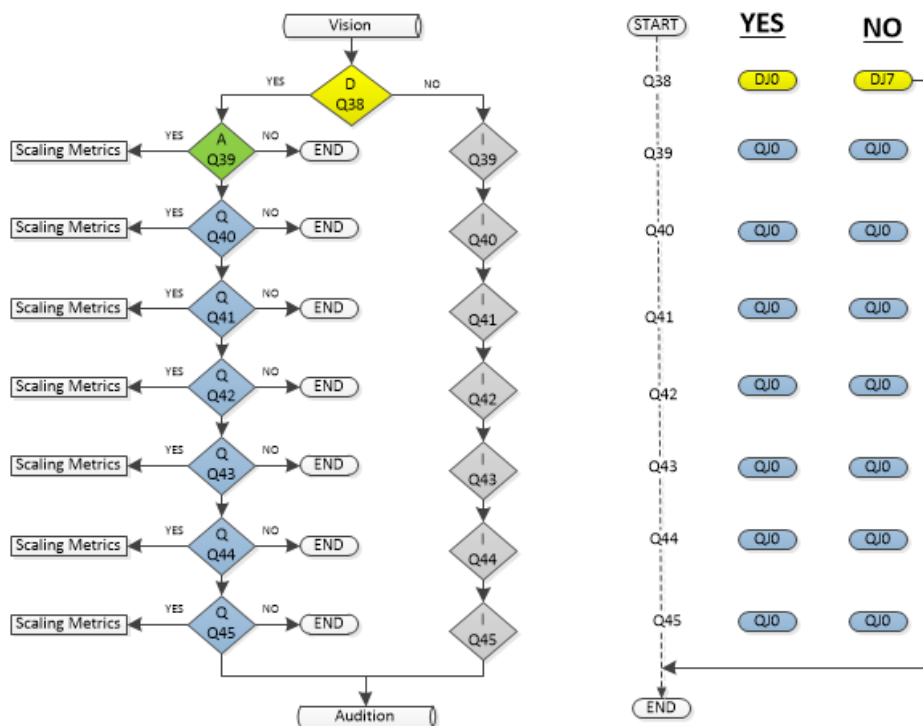 Vision
YES
D
Q38
NO
YES
A
Q39
NO
Scaling Metrics
END
I
Q39
YES
Q
Q40
NO
Scaling Metrics
END
I
Q40
YES
Q
Q41
NO
Scaling Metrics
END
I
Q41
YES
Q
Q42
NO
Scaling Metrics
END
I
Q42
YES
Q
Q43
NO
Scaling Metrics
END
I
Q43
YES
Q
Q44
NO
Scaling Metrics
END
I
Q44
YES
Q
Q45
NO
Scaling Metrics
END
I
Q45
Audition
START
YES
NO
Q38
DJ0
DJ7
Q39
QJ0
QJ0
Q40
QJ0
QJ0
Q41
QJ0
QJ0
Q42
QJ0
QJ0
Q43
QJ0
QJ0
Q44
QJ0
QJ0
Q45
QJ0
QJ0
END